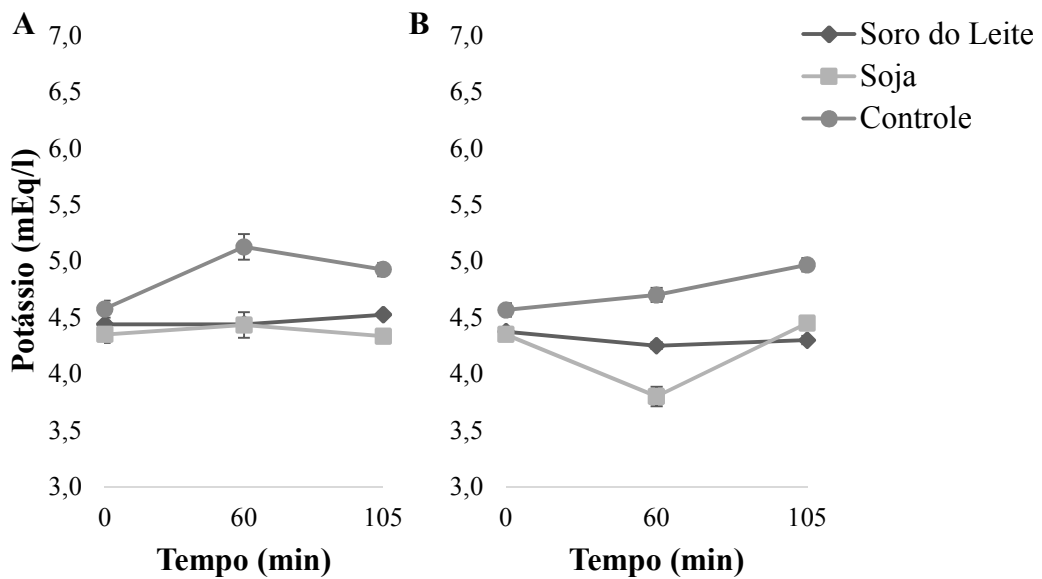 A
7,0
6,5
6,0
5,5
5,0
4,5
4,0
3,5
3,0
Potássio (mEq/l)
0 60 105
Tempo (min)
B
7,0
6,5
6,0
5,5
5,0
4,5
4,0
3,5
3,0
0 60 105
Tempo (min)
Soro do Leite
Soja
Controle